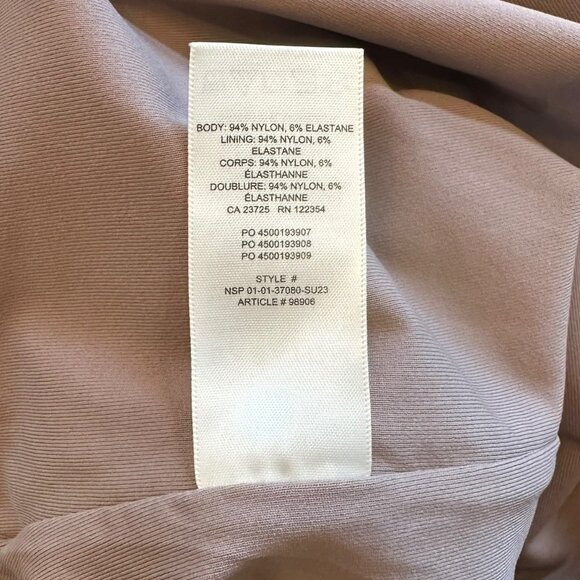 BODY: 94% NYLON, 6% ELASTANE
LINING: 94% NYLON, 6%
ELASTANE
CORPS: 94% NYLON, 6%
ÉLASTHANNE
DOUBLURE: 94% NYLON, 6%
ÉLASTHANNE
CA 23725 RN 122354
PO 4500193907
PO 4500193908
PO 4500193909
STYLE #
NSP 01-01-37080-SU23
ARTICLE # 98906